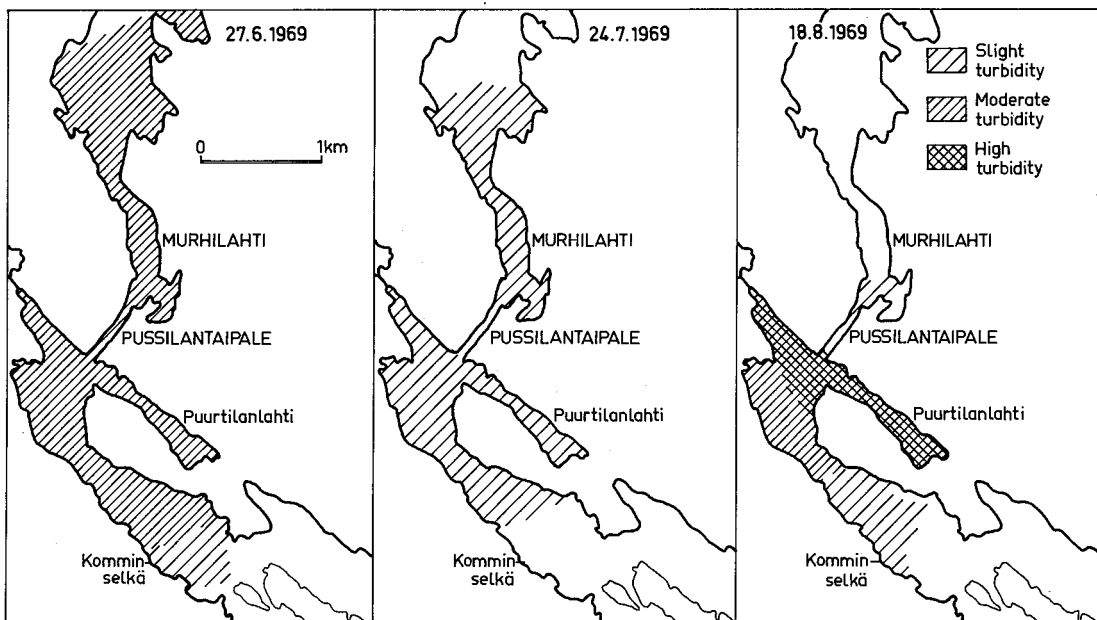 27.6.1969
0 1km
MURHILAHTI
PUSSILANTAIPALE
Puurtilanlahti
Kommin-
selkä
24.7.1969
MURHILAHTI
PUSSILANTAIPALE
Puurtilanlahti
Kommin-
selkä
18.8.1969
Slight
turbidity
Moderate
turbidity
High
turbidity
MURHILAHTI
PUSSILANTAIPALE
Puurtilanlahti
Kommin-
selkä